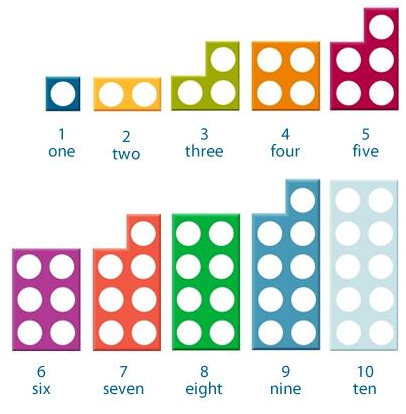 1 2 3 4 5
one two three four five
6 7 8 9 10
six seven eight nine ten